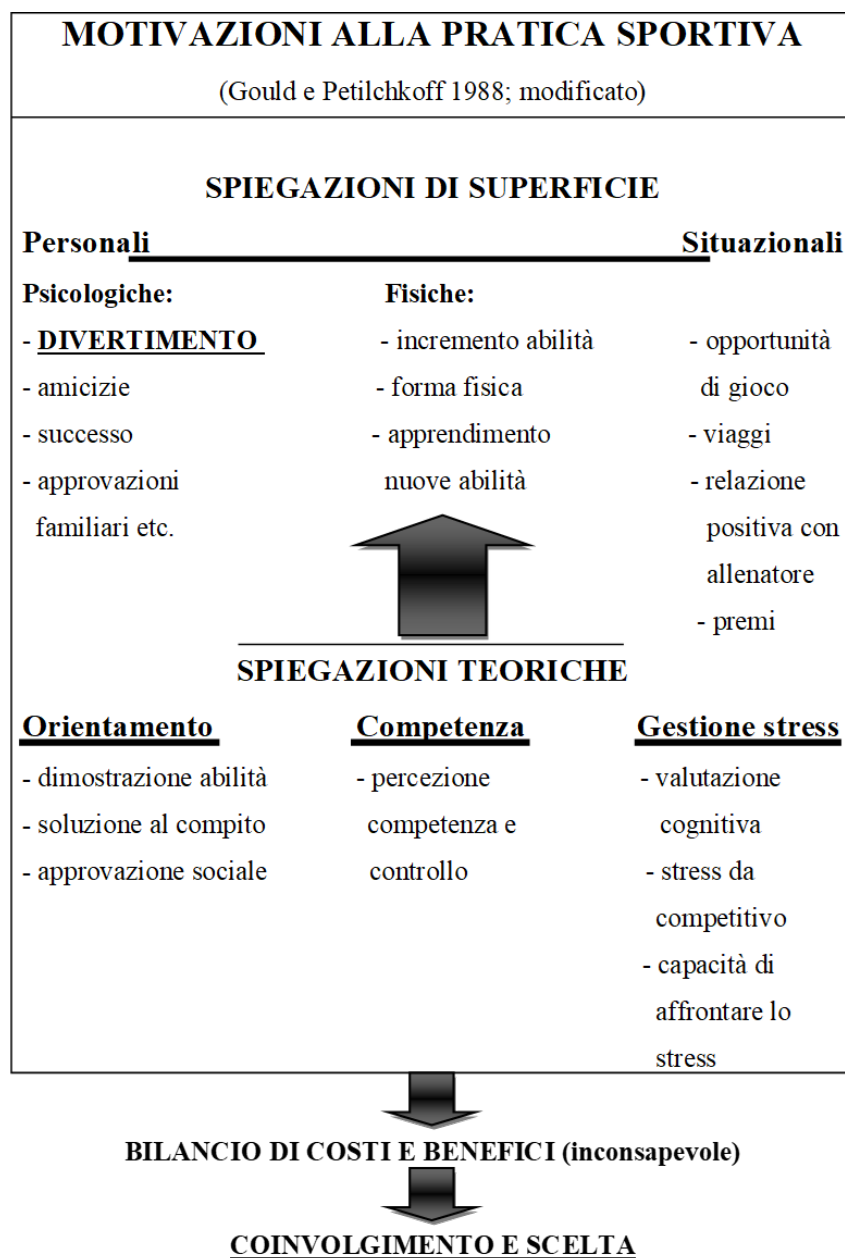 MOTIVAZIONI ALLA PRATICA SPORTIVA
(Gould e Petilchkoff 1988; modificato)
SPIEGAZIONI DI SUPERFICIE
Personali
Situazionali
Psicologiche:
- DIVERTIMENTO
- amicizie
- successo
- approvazioni
familiari etc.
Fisiche:
- incremento abilità
- forma fisica
- apprendimento
nuove abilità
- opportunità
di gioco
- viaggi
- relazione
positiva con
allenatore
- premi
SPIEGAZIONI TEORICHE
Orientamento
- dimostrazione abilità
- soluzione al compito
- approvazione sociale
Competenza
- percezione
competenza e
controllo
Gestione stress
- valutazione
cognitiva
- stress da
competitivo
- capacità di
affrontare lo
stress
BILANCIO DI COSTI E BENEFICI (inconsapevole)
COINVOLGIMENTO E SCELTA